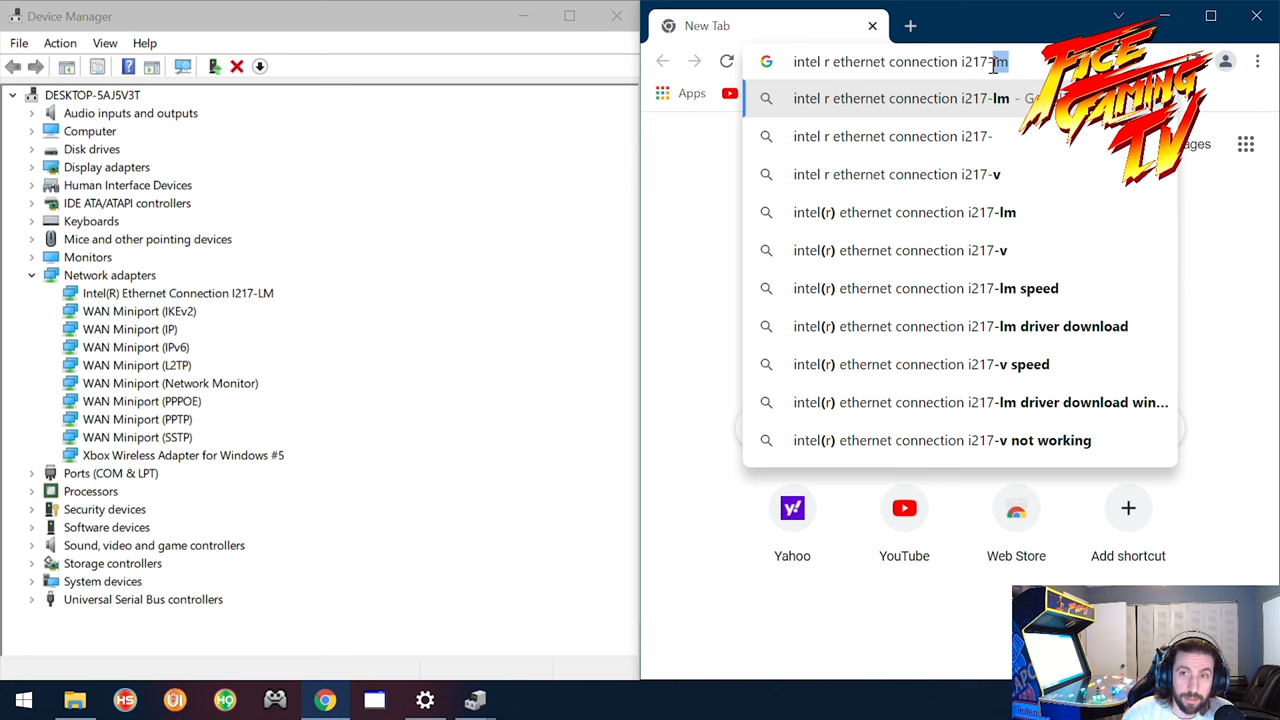 Device Manager
File Action View Help
DESKTOP-5AJ5V3T
Audio inputs and outputs
Computer
Disk drives
Display adapters
Human Interface Devices
IDE ATA/ATAPI controllers
Keyboards
Mice and other pointing devices
Monitors
Network adapters
Intel(R) Ethernet Connection I217-LM
WAN Miniport (IKEv2)
WAN Miniport (IP)
WAN Miniport (IPv6)
WAN Miniport (L2TP)
WAN Miniport (Network Monitor)
WAN Miniport (PPPOE)
WAN Miniport (PPTP)
WAN Miniport (SSTP)
Xbox Wireless Adapter for Windows #5
Ports (COM & LPT)
Processors
Security devices
Software devices
Sound, video and game controllers
Storage controllers
System devices
Universal Serial Bus controllers
New Tab
intel r ethernet connection i217-lm
Apps
intel r ethernet connection i217-lm
intel r ethernet connection i217-
intel r ethernet connection i217-v
intel(r) ethernet connection i217-lm
intel(r) ethernet connection i217-v
intel(r) ethernet connection i217-lm speed
intel(r) ethernet connection i217-lm driver download
intel(r) ethernet connection i217-v speed
intel(r) ethernet connection i217-lm driver download win...
intel(r) ethernet connection i217-v not working
Yahoo
YouTube
Web Store
Add shortcut
FICE
GAMING
TV
HS
HQ